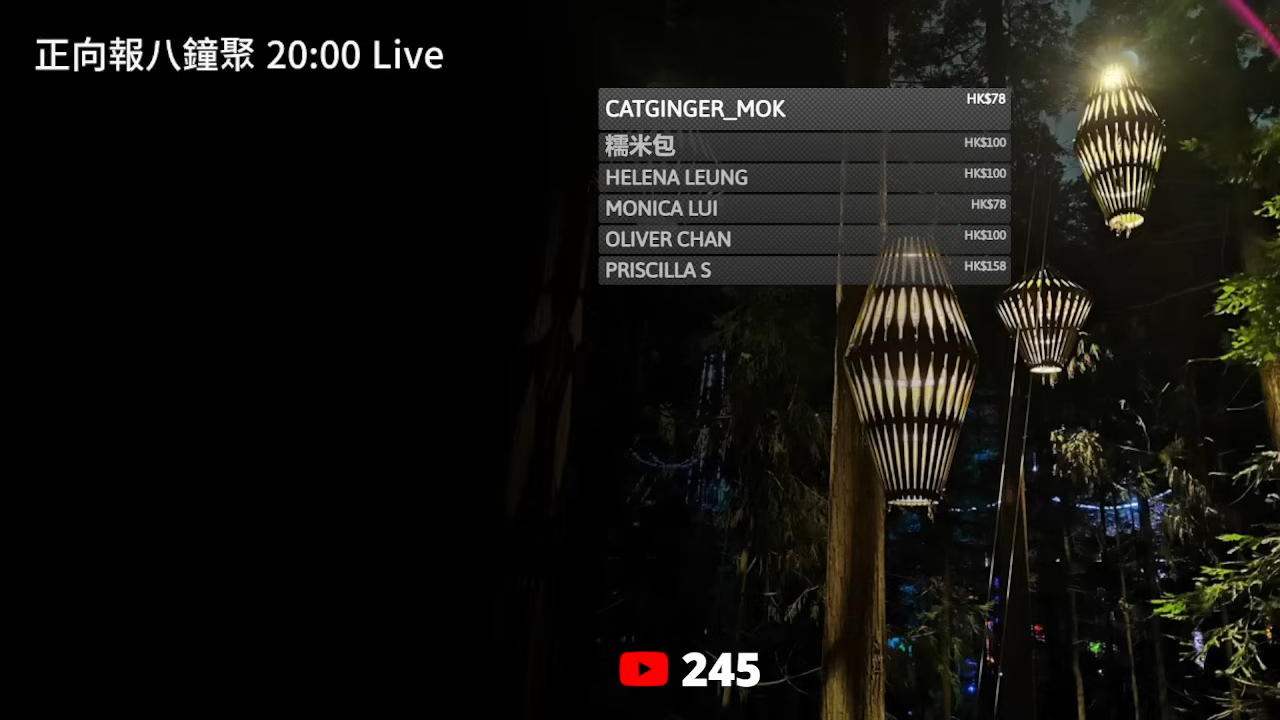 正向報八鐘聚 20:00 Live
CATGINGER_MOK HK$78
糯米包 HK$100
HELENA LEUNG HK$100
MONICA LUI HK$78
OLIVER CHAN HK$100
PRISCILLA S HK$158
245